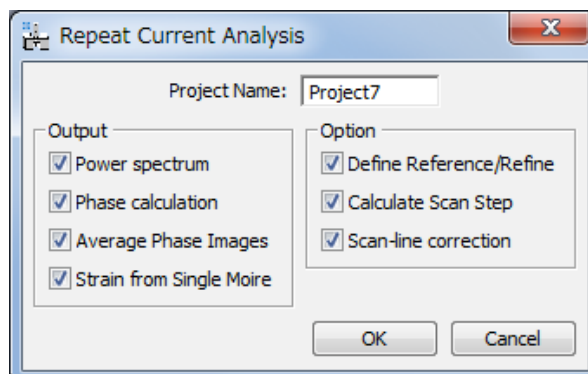 Repeat Current Analysis
Project Name: Project7
Output
Power spectrum
Phase calculation
Average Phase Images
Strain from Single Moire
Option
Define Reference/Refine
Calculate Scan Step
Scan-line correction
OK Cancel